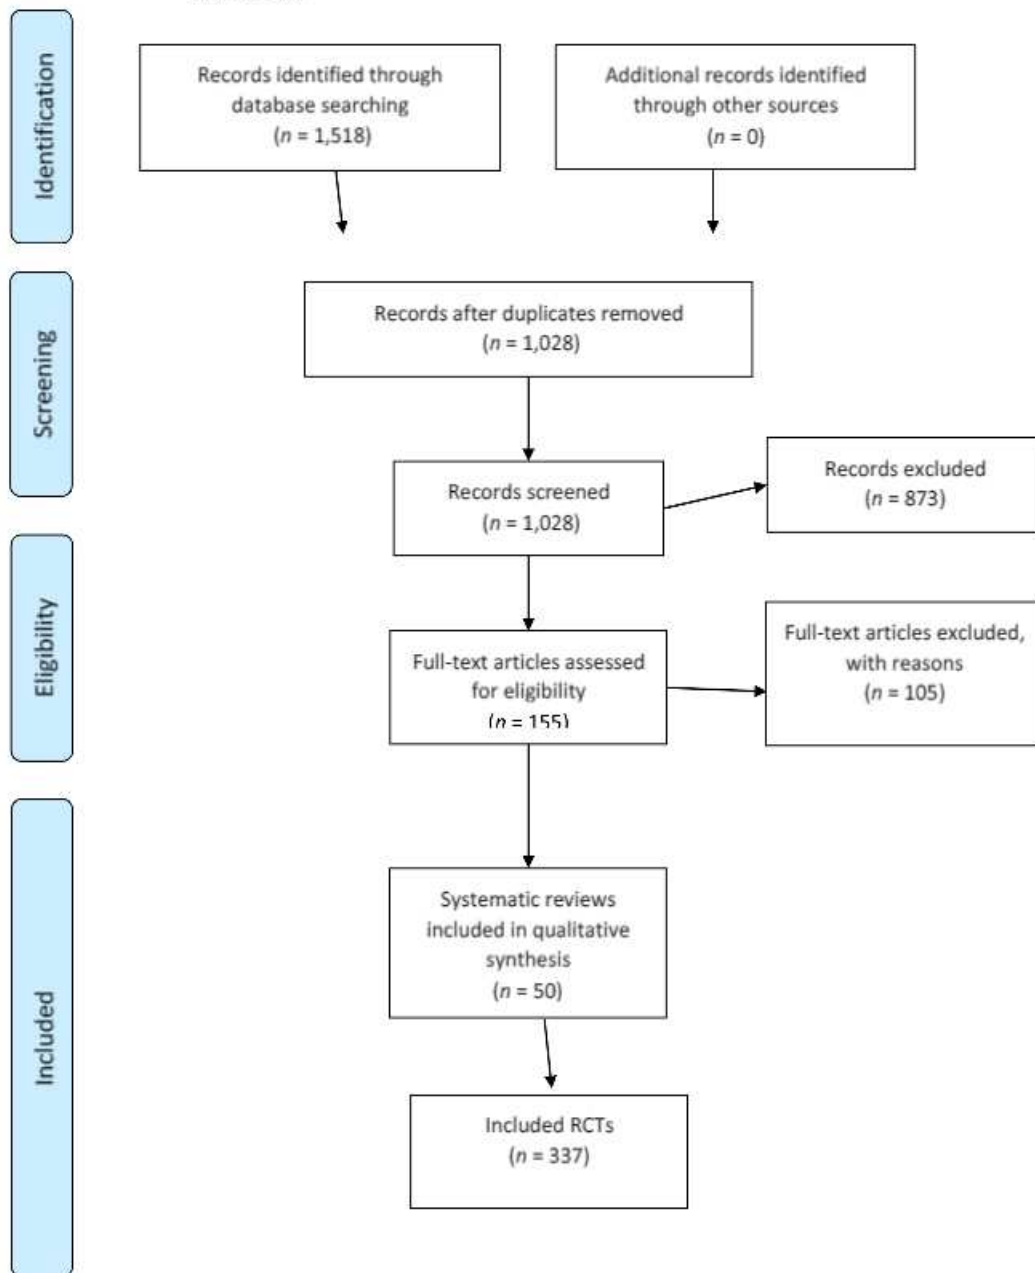 Identification
Records identified through
database searching
(n = 1,518)
Additional records identified
through other sources
(n = 0)
Screening
Records after duplicates removed
(n = 1,028)
Records screened
(n = 1,028)
Records excluded
(n = 873)
Eligibility
Full-text articles assessed
for eligibility
(n = 155)
Full-text articles excluded,
with reasons
(n = 105)
Included
Systematic reviews
included in qualitative
synthesis
(n = 50)
Included RCTs
(n = 337)